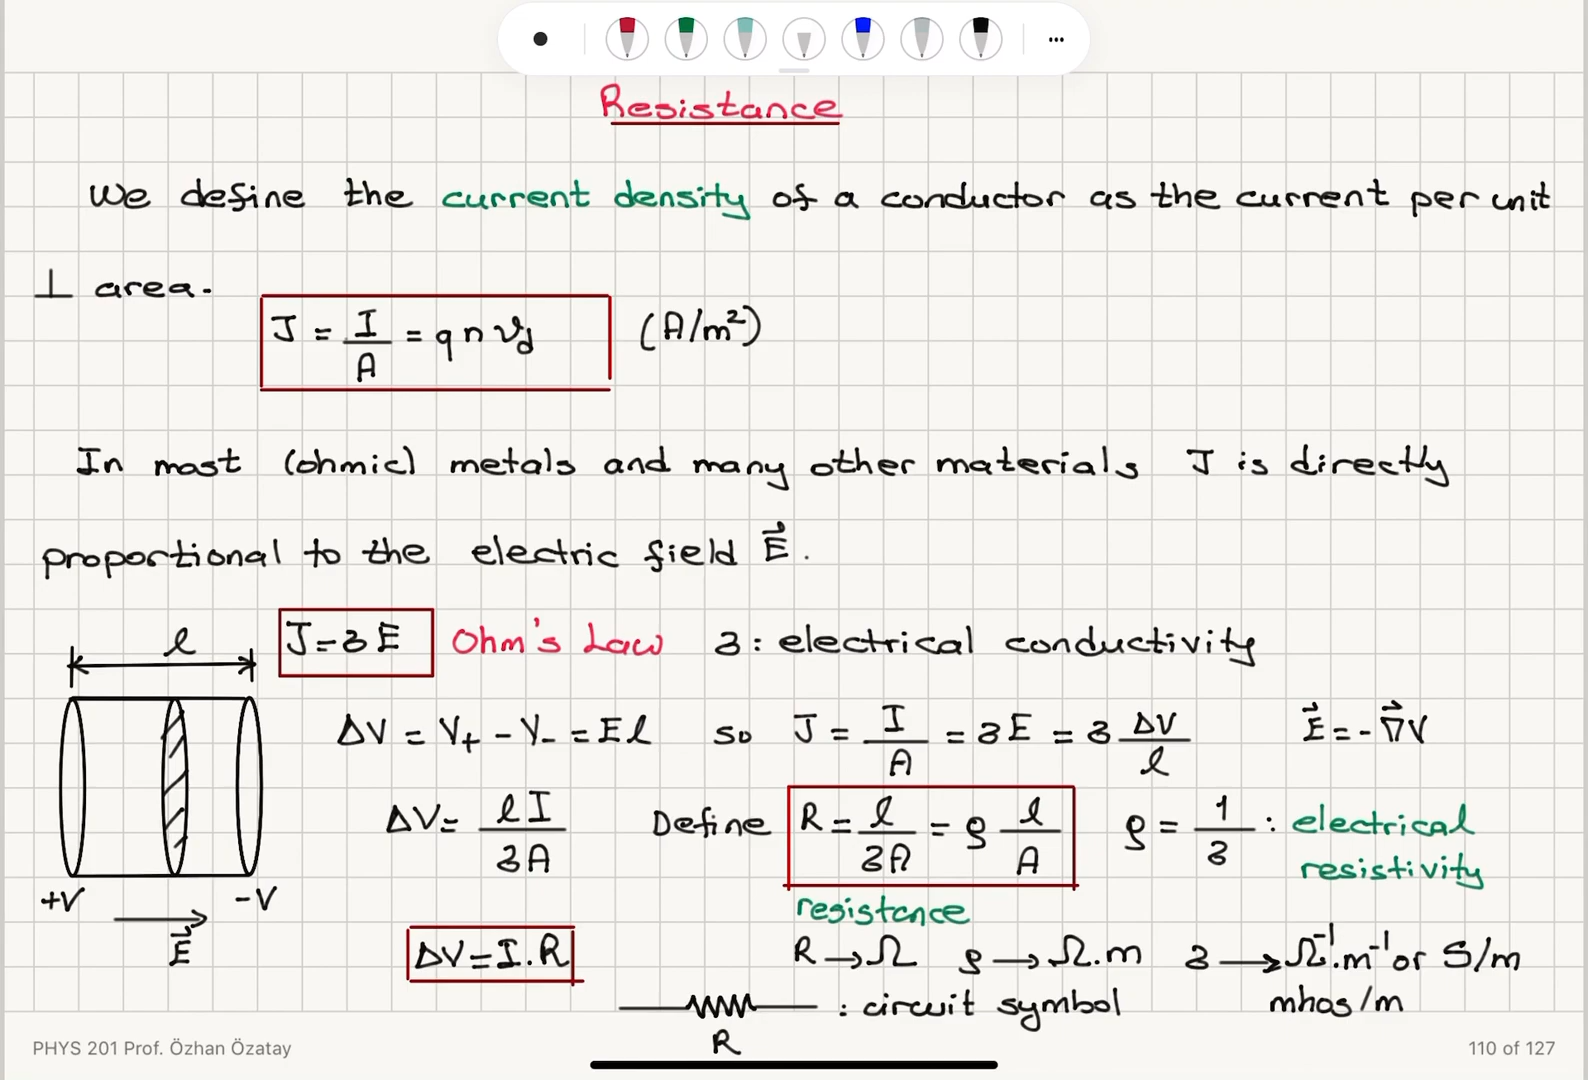 Resistance
We define the current density of a conductor as the current per unit
⊥ area.
J = I/A = q n v_d (A/m²)
In most (ohmic) metals and many other materials J is directly
proportional to the electric field E⃗.
l J=σE Ohm's Law σ: electrical conductivity
ΔV = V₊ - V₋ = El so J = I/A = σE = σ ΔV/l E⃗ = -∇⃗V
ΔV = lI/σA Define R = l/σA = ρ l/A ρ = 1/σ : electrical
resistivity
+V -V resistance
E⃗ ΔV = I.R R → Ω ρ → Ω.m σ → Ω⁻¹.m⁻¹ or S/m
: circuit symbol mhos/m
R
PHYS 201 Prof. Özhan Özatay 110 of 127